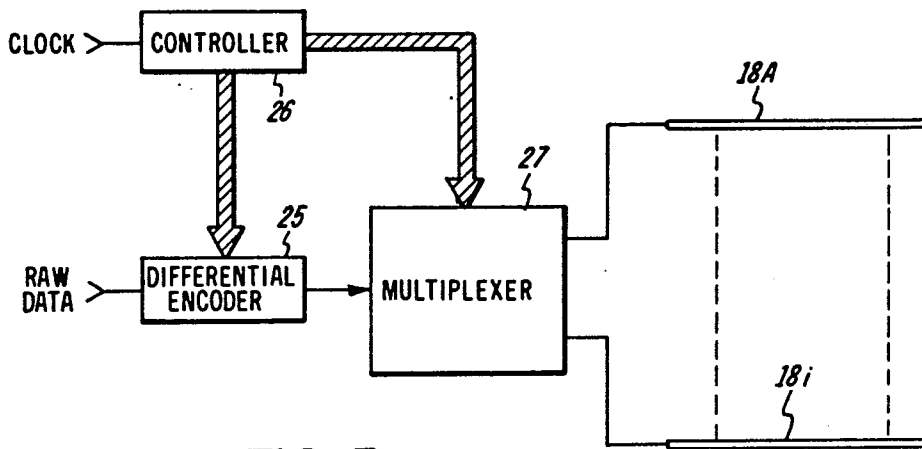 CLOCK
CONTROLLER
26
18A
27
25
RAW
DATA
DIFFERENTIAL
ENCODER
MULTIPLEXER
18i